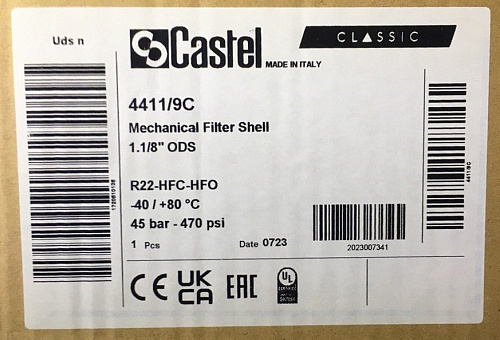 Uds n
Castel
MADE IN ITALY
CLASSIC
4411/9C
Mechanical Filter Shell
1.1/8" ODS
R22-HFC-HFO
-40 / +80 °C
45 bar - 470 psi
1 Pcs
Date 0723
2023007341
4411/9C
CE
UK
CA
EAC
UL